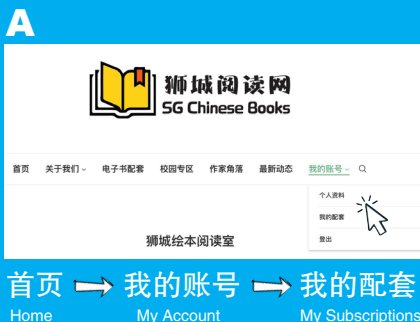 A
狮城阅读网
SG Chinese Books
首页 关于我们 电子书配套 校园专区 作家角落 最新动态 我的账号
个人资料
我的配套
登出
狮城绘本阅读室
首页 我的账号 我的配套
Home My Account My Subscriptions